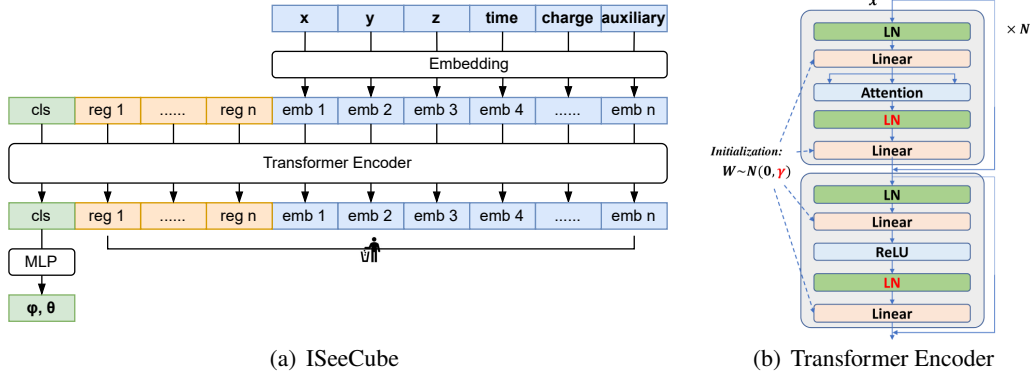 x y z time charge auxiliary
Embedding
cls reg 1 ...... reg n emb 1 emb 2 emb 3 emb 4 ...... emb n
Transformer Encoder
cls reg 1 ...... reg n emb 1 emb 2 emb 3 emb 4 ...... emb n
MLP
φ, θ
(a) ISeeCube
x
× N
LN
Linear
Attention
LN
Linear
Initialization:
W~N(0, γ)
LN
Linear
ReLU
LN
Linear
(b) Transformer Encoder